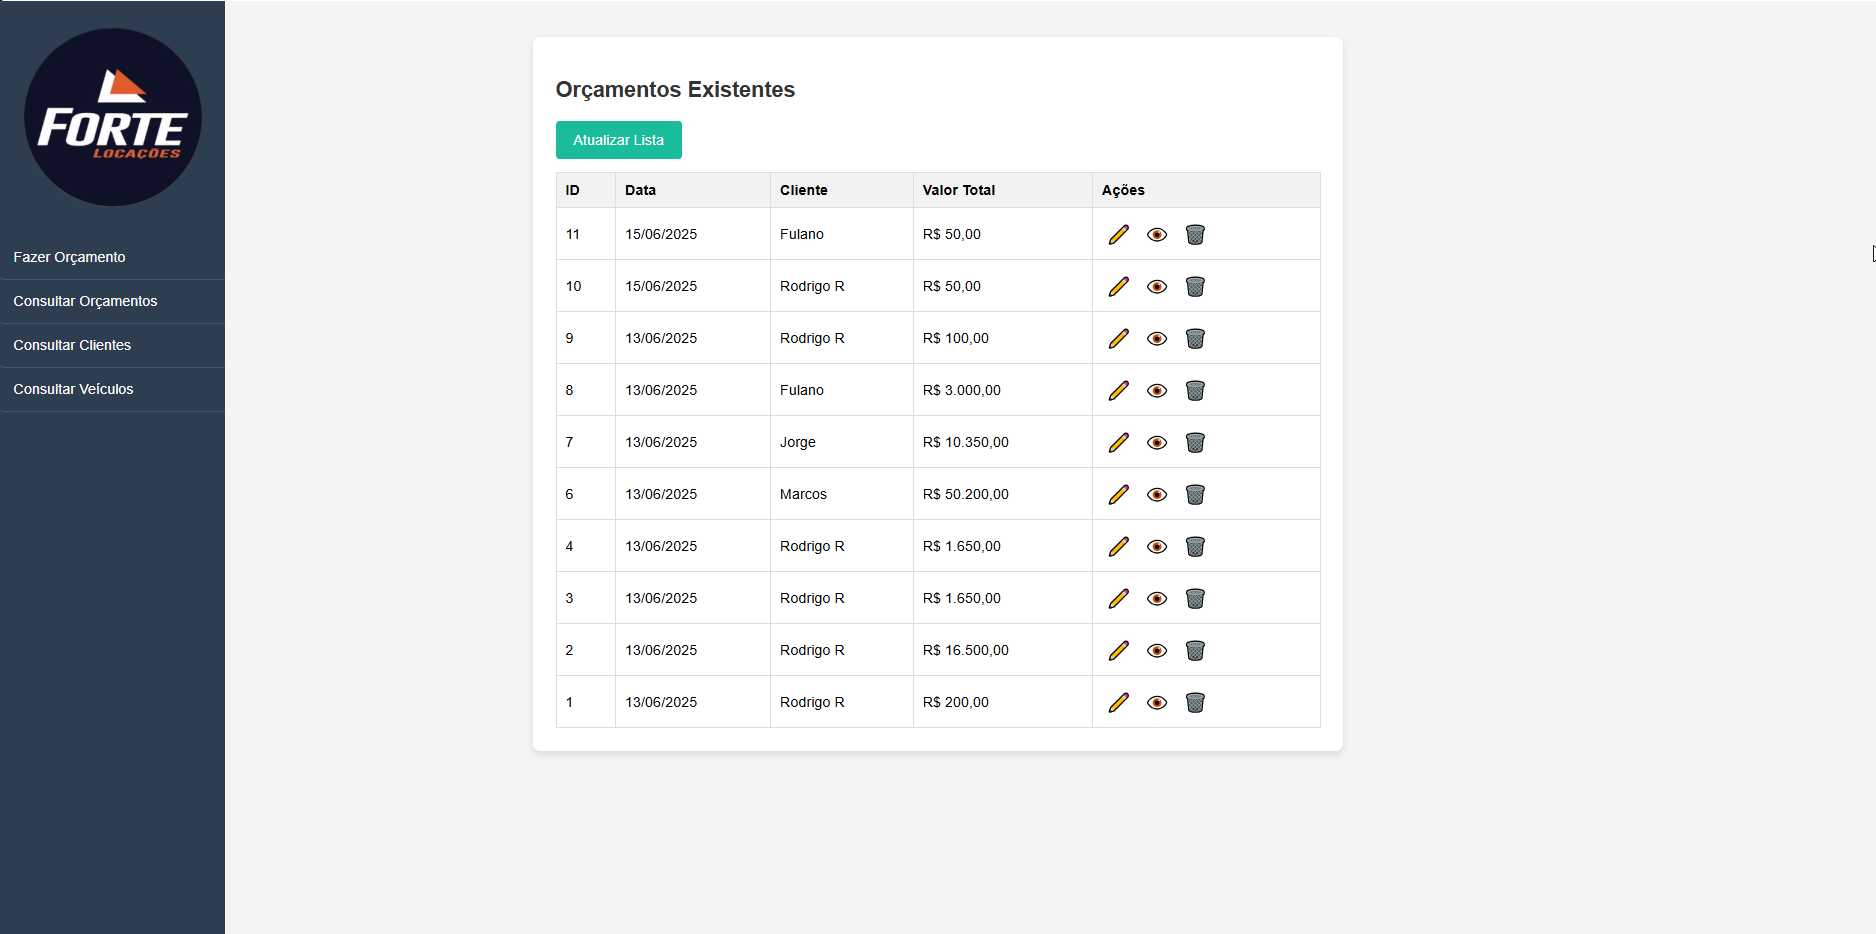 FORTE
LOCAÇÕES
Fazer Orçamento
Consultar Orçamentos
Consultar Clientes
Consultar Veículos
Orçamentos Existentes
Atualizar Lista
ID Data Cliente Valor Total Ações
11 15/06/2025 Fulano R$ 50,00
10 15/06/2025 Rodrigo R R$ 50,00
9 13/06/2025 Rodrigo R R$ 100,00
8 13/06/2025 Fulano R$ 3.000,00
7 13/06/2025 Jorge R$ 10.350,00
6 13/06/2025 Marcos R$ 50.200,00
4 13/06/2025 Rodrigo R R$ 1.650,00
3 13/06/2025 Rodrigo R R$ 1.650,00
2 13/06/2025 Rodrigo R R$ 16.500,00
1 13/06/2025 Rodrigo R R$ 200,00